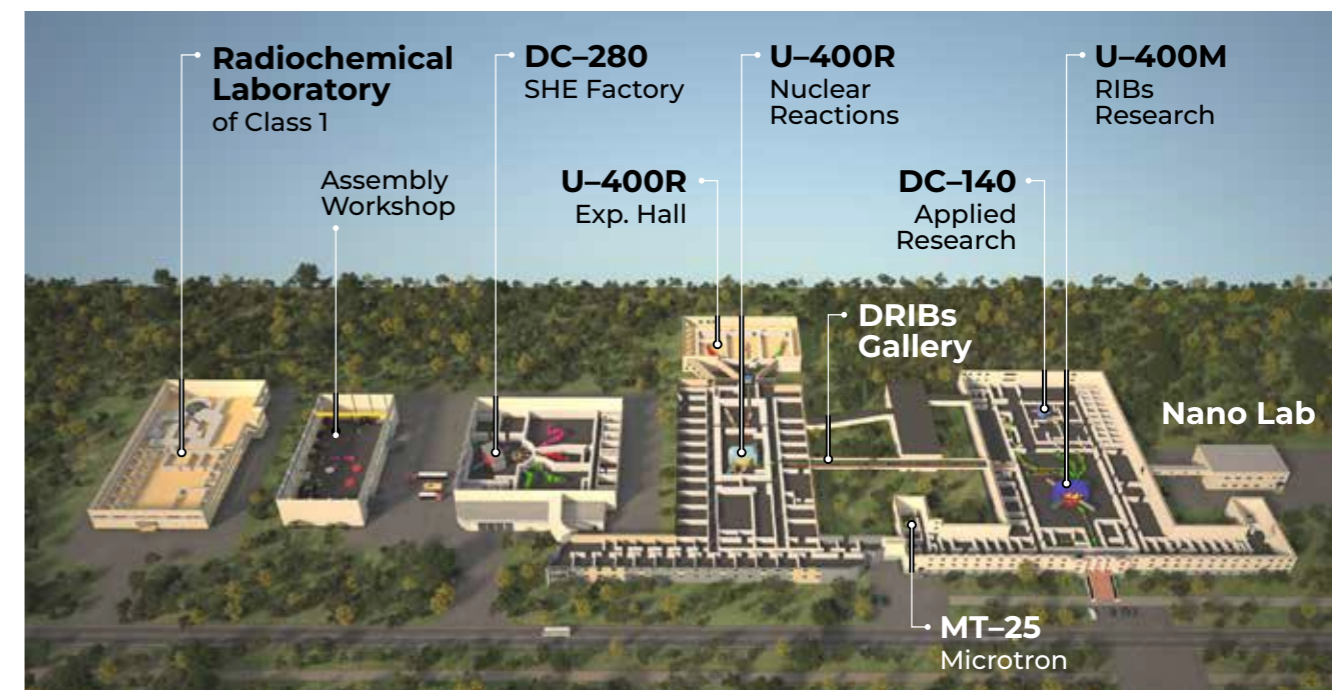 Radiochemical
Laboratory
of Class 1
DC–280
SHE Factory
U–400R
Nuclear
Reactions
U–400M
RIBs
Research
Assembly
Workshop
U–400R
Exp. Hall
DC–140
Applied
Research
DRIBs
Gallery
Nano Lab
MT–25
Microtron